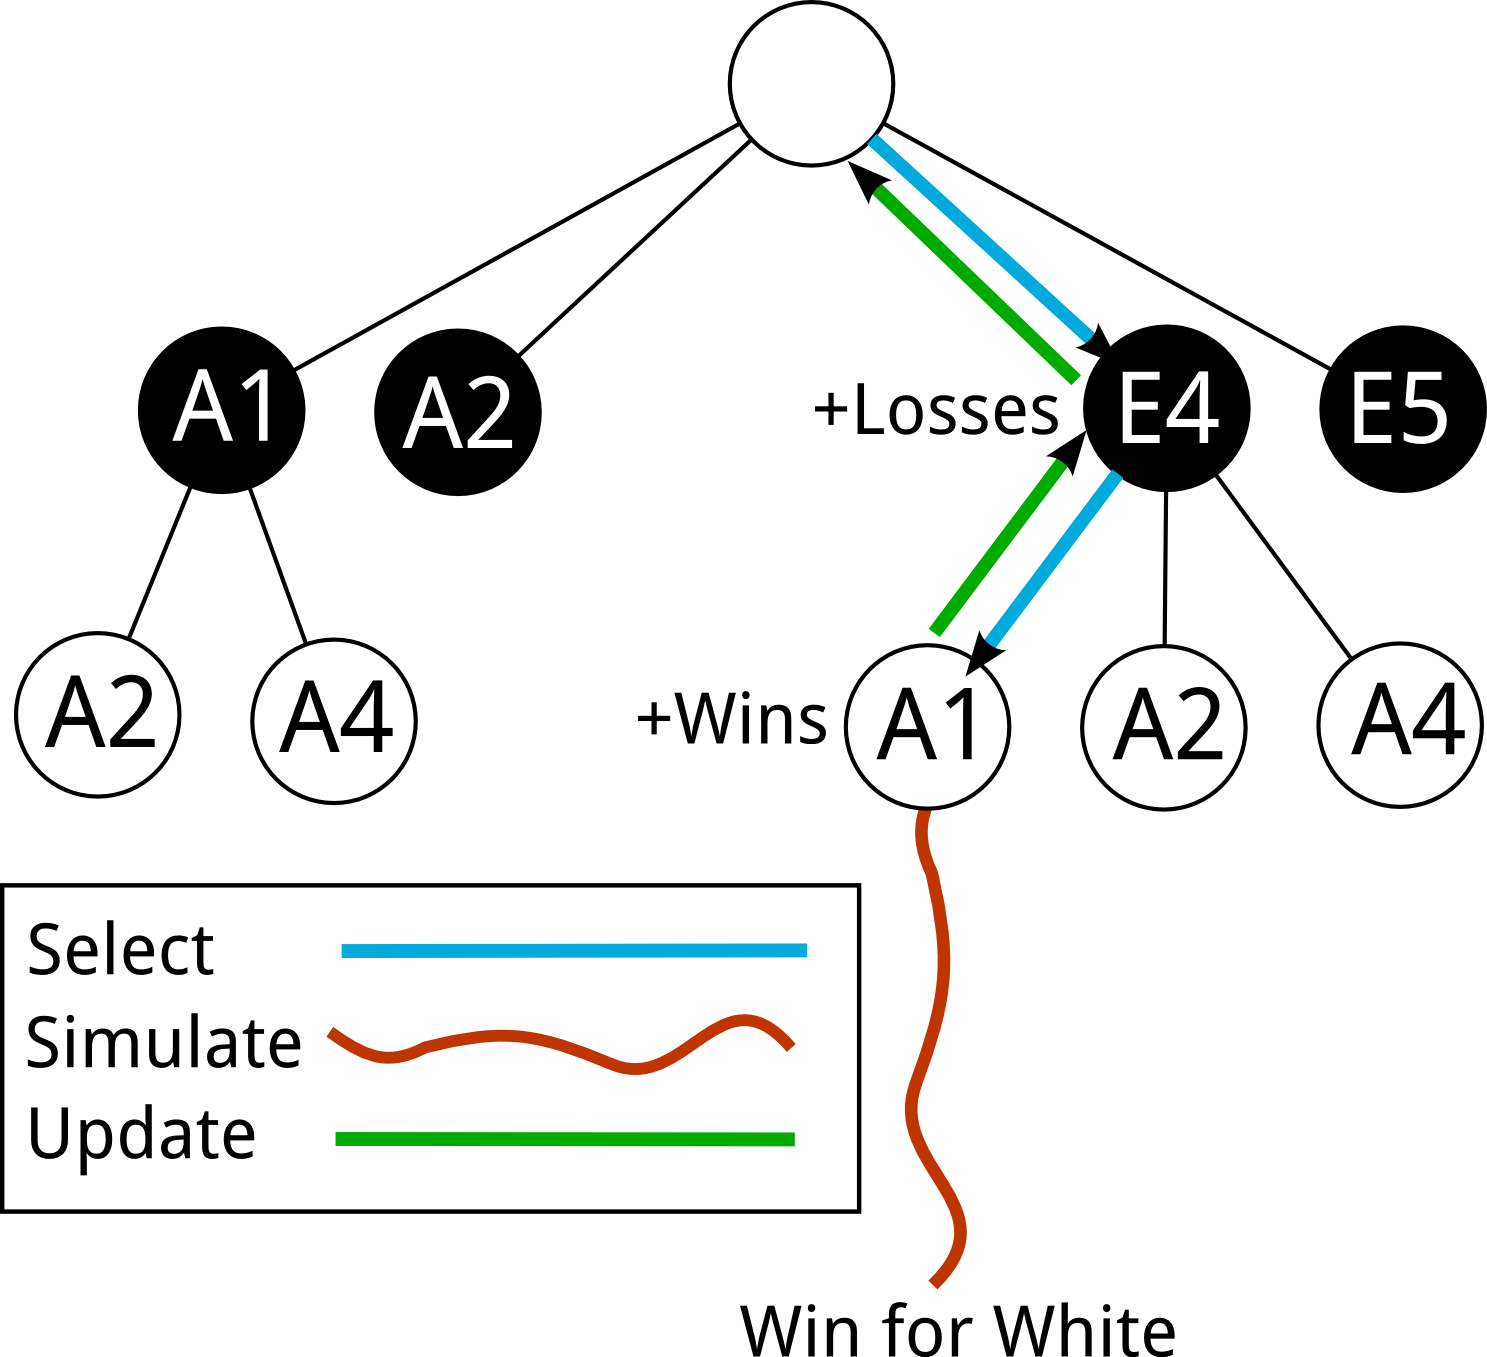 A1
A2
+Losses
E4
E5
A2
A4
+Wins
A1
A2
A4
Select
Simulate
Update
Win for White